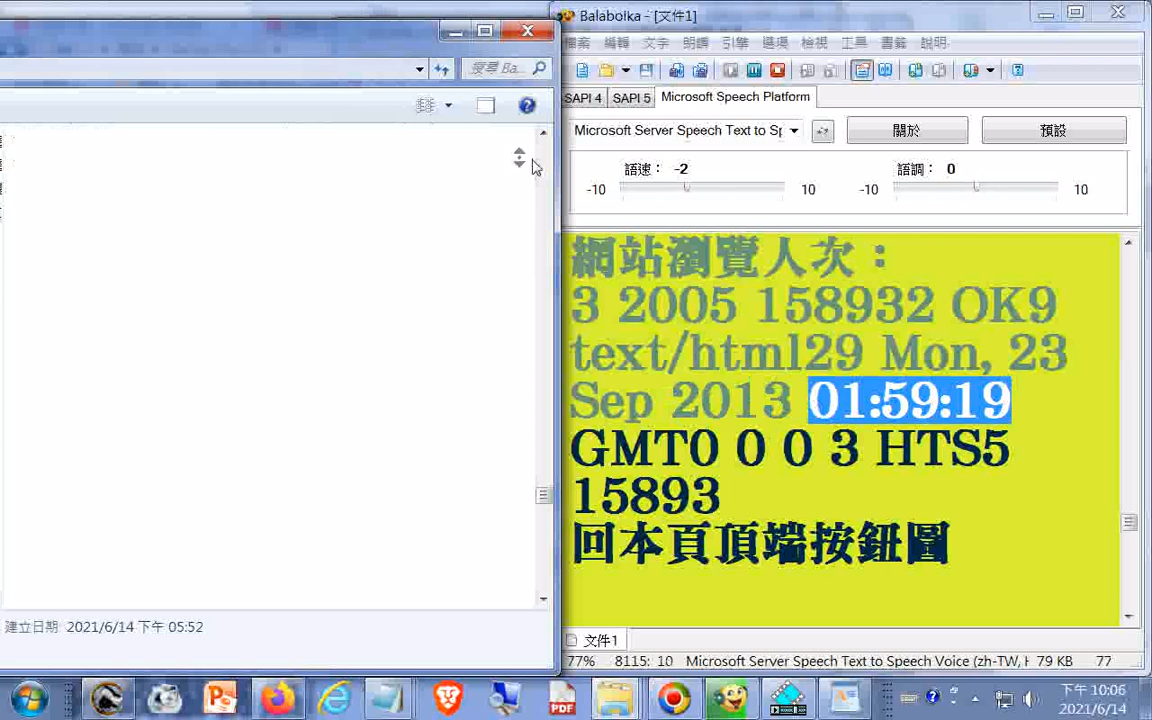 搜尋 Ba...
建立日期: 2021/6/14 下午 05:52
Balabolka - [文件1]
檔案 編輯 文字 朗讀 引擎 選項 檢視 工具 書籤 說明
SAPI 4 SAPI 5 Microsoft Speech Platform
Microsoft Server Speech Text to Sp 關於 預設
語速： -2 語調： 0
-10 10 -10 10
網站瀏覽人次：
3 2005 158932 OK9
text/html29 Mon, 23
Sep 2013 01:59:19
GMT0 0 0 3 HTS5
15893
回本頁頂端按鈕圖
文件1
77% 8115: 10 Microsoft Server Speech Text to Speech Voice (zh-TW, H 79 KB 77
PDF
下午 10:06
2021/6/14